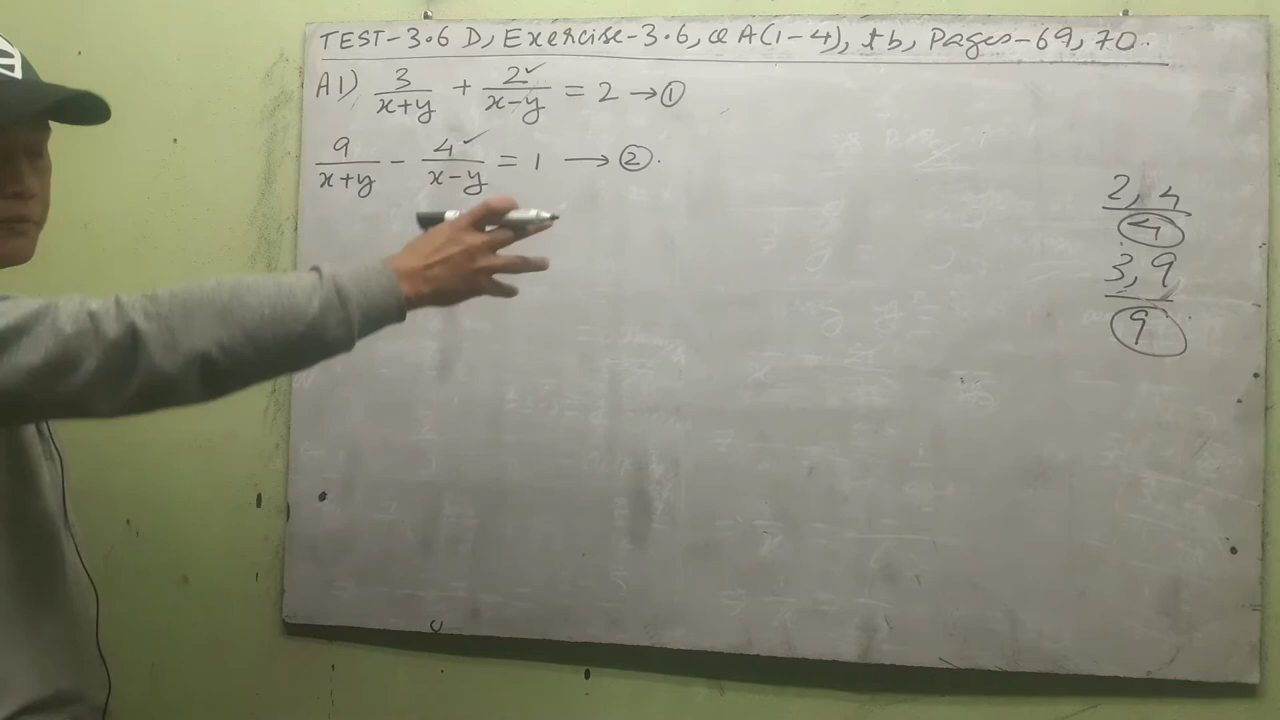 TEST-3.6 D, Exercise-3.6, Q A(1-4), tb, Pages-69, 70.
A1) 3/(x+y) + 2✓/(x-y) = 2 →①
9/(x+y) - 4✓/(x-y) = 1 →②.
2, 4
4
3, 9
9